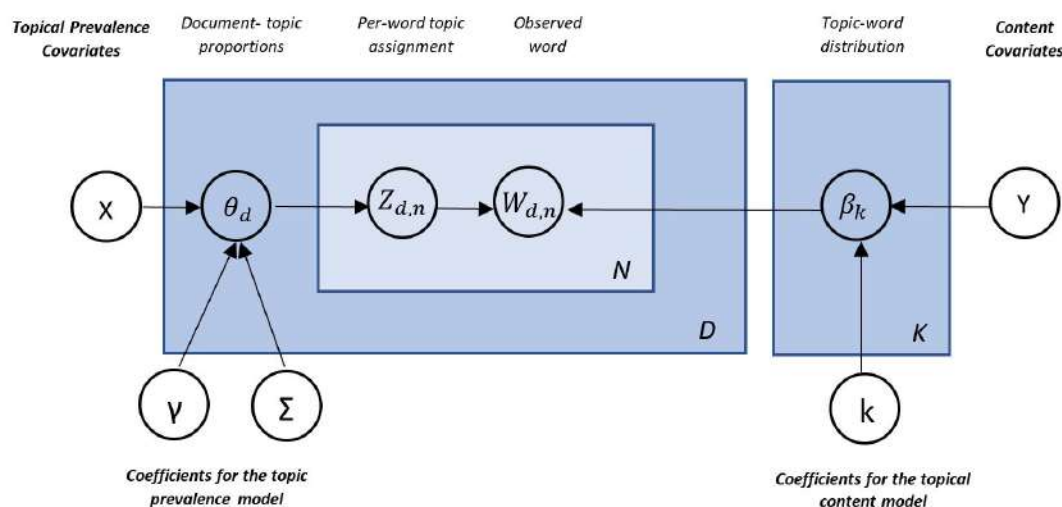 Topical Prevalence
Covariates
Document- topic
proportions
Per-word topic
assignment
Observed
word
Topic-word
distribution
Content
Covariates
X
θ_d
Z_{d,n}
W_{d,n}
β_k
Y
N
D
K
γ
Σ
k
Coefficients for the topic
prevalence model
Coefficients for the topical
content model